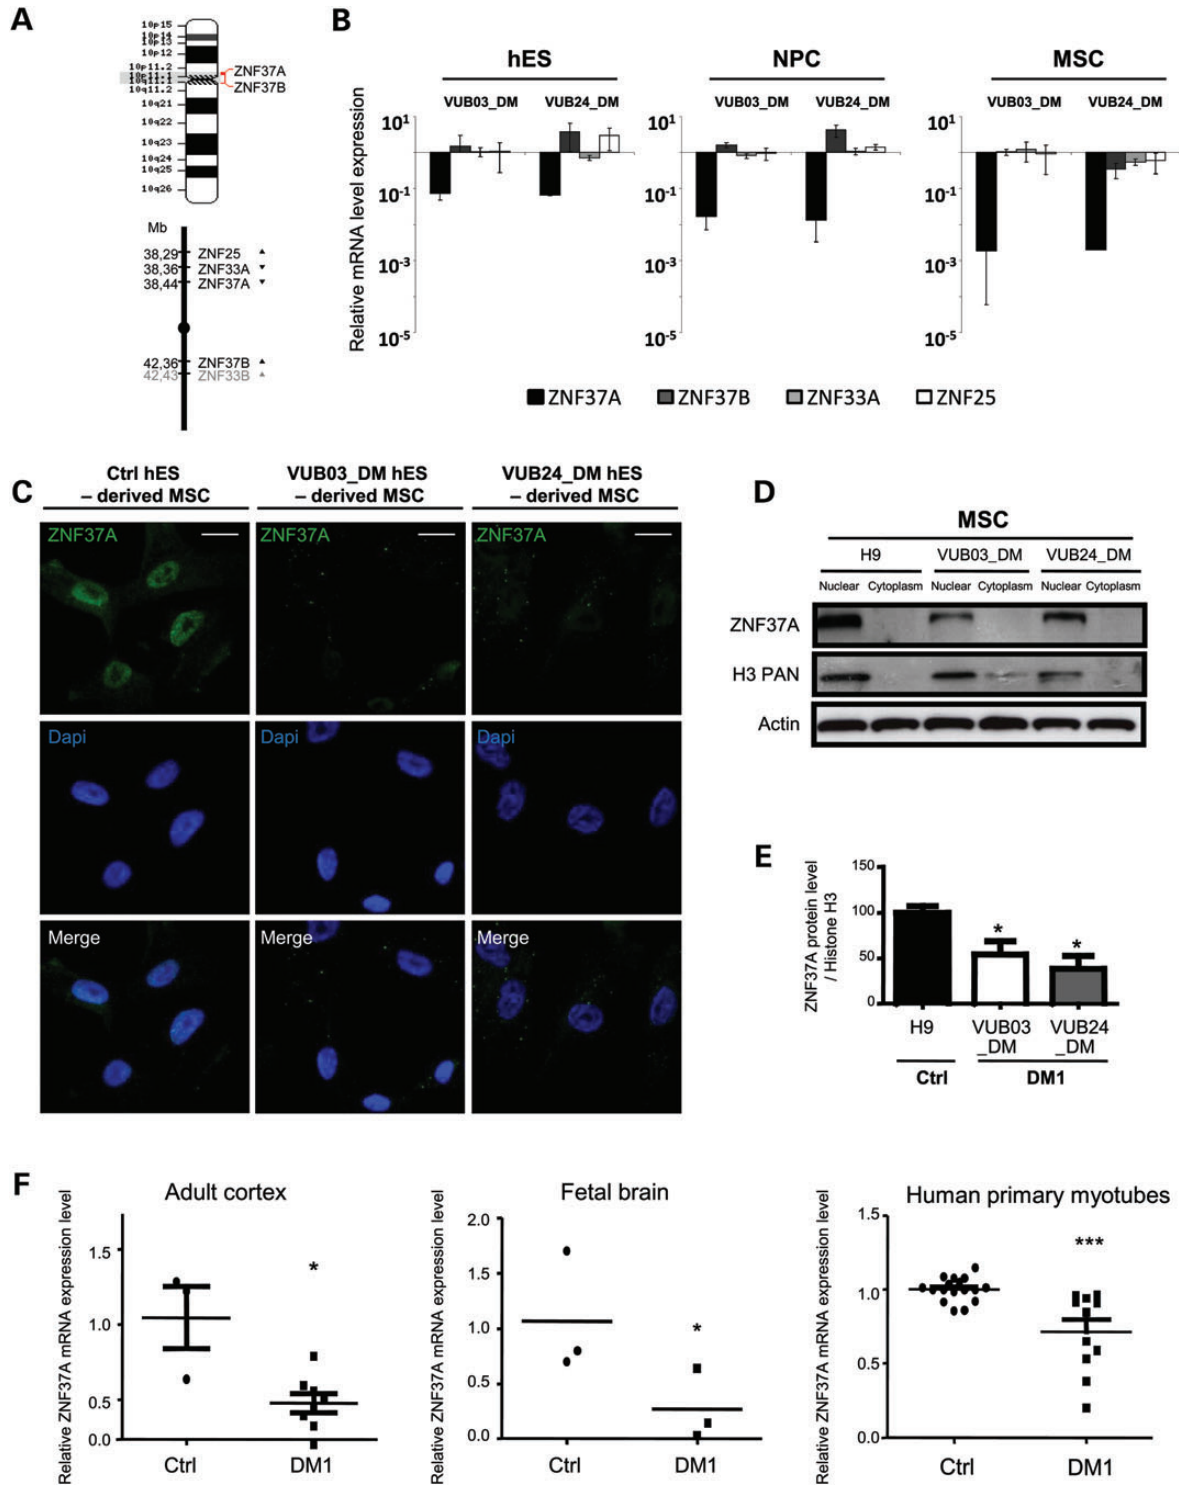 A
10p15
10p14
10p13
10p12
10p11.2
10p11.1
10q11.1
10q11.2
10q21
10q22
10q23
10q24
10q25
10q26
ZNF37A
ZNF37B
Mb
38,29 ZNF25
38,36 ZNF33A
38,44 ZNF37A
42,36 ZNF37B
42,43 ZNF33B
B
hES NPC MSC
VUB03_DM VUB24_DM VUB03_DM VUB24_DM VUB03_DM VUB24_DM
Relative mRNA level expression
10¹ 10¹ 10¹
10⁻¹ 10⁻¹ 10⁻¹
10⁻³ 10⁻³ 10⁻³
10⁻⁵ 10⁻⁵ 10⁻⁵
ZNF37A ZNF37B ZNF33A ZNF25
C
Ctrl hES VUB03_DM hES VUB24_DM hES
– derived MSC – derived MSC – derived MSC
ZNF37A ZNF37A ZNF37A
Dapi Dapi Dapi
Merge Merge Merge
D
MSC
H9 VUB03_DM VUB24_DM
Nuclear Cytoplasm Nuclear Cytoplasm Nuclear Cytoplasm
ZNF37A
H3 PAN
Actin
E
ZNF37A protein level
/ Histone H3
150
100
50
0
* *
H9 VUB03 VUB24
_DM _DM
Ctrl DM1
F
Adult cortex
Relative ZNF37A mRNA expression level
1.5
1.0
0.5
0.0
*
Ctrl DM1
Fetal brain
Relative ZNF37A mRNA expression level
2.0
1.5
1.0
0.5
0.0
*
Ctrl DM1
Human primary myotubes
Relative ZNF37A mRNA expression level
1.5
1.0
0.5
0.0
***
Ctrl DM1